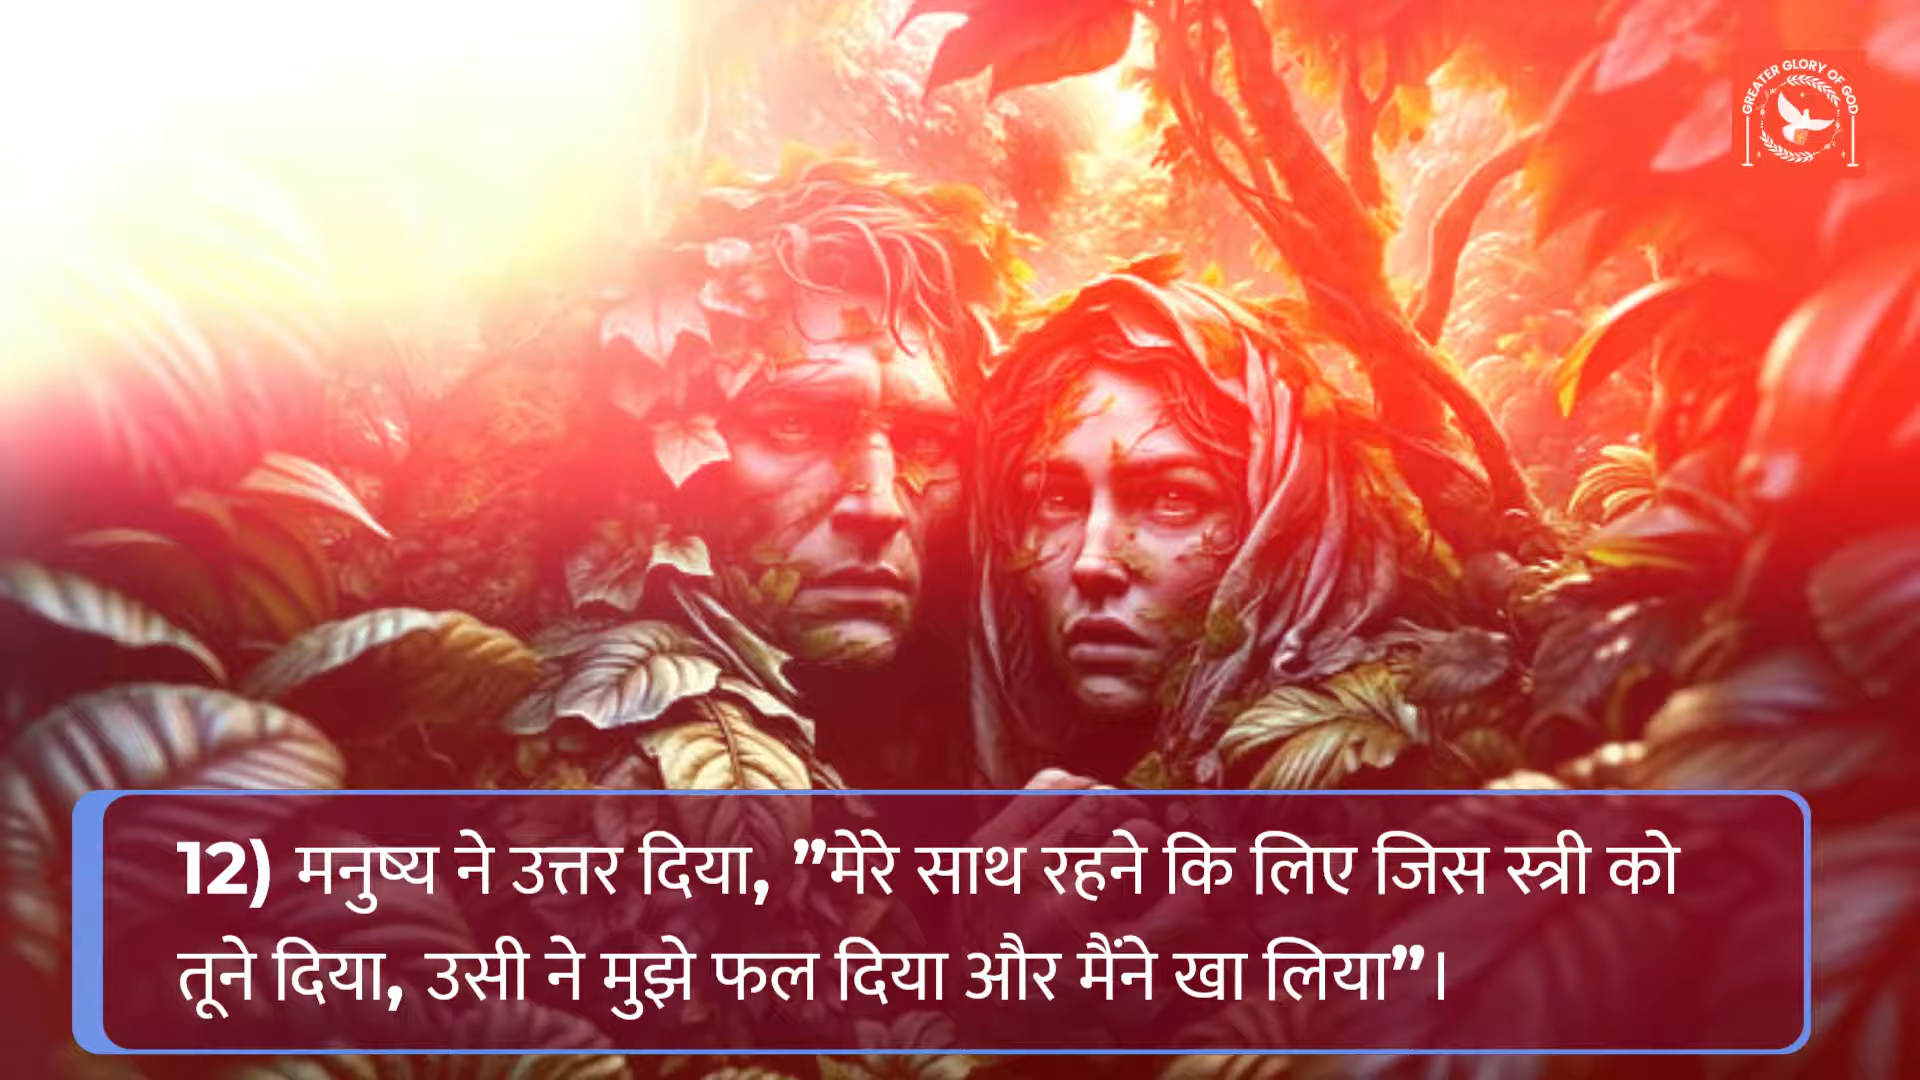 GREATER GLORY OF GOD
12) मनुष्य ने उत्तर दिया, ”मेरे साथ रहने कि लिए जिस स्त्री को
तूने दिया, उसी ने मुझे फल दिया और मैंने खा लिया”।